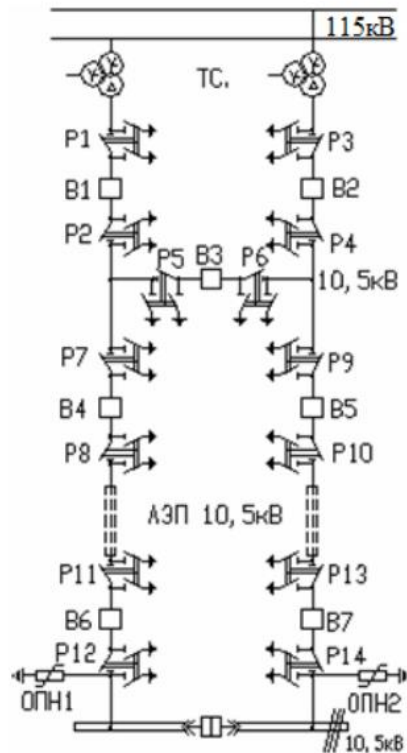 115кВ
ТС.
Р1 Р3
В1 В2
Р2 Р4
Р5 В3 Р6
10,5кВ
Р7 Р9
В4 В5
Р8 Р10
ЛЭП 10,5кВ
Р11 Р13
В6 В7
Р12 Р14
ОПН1 ОПН2
10,5кВ